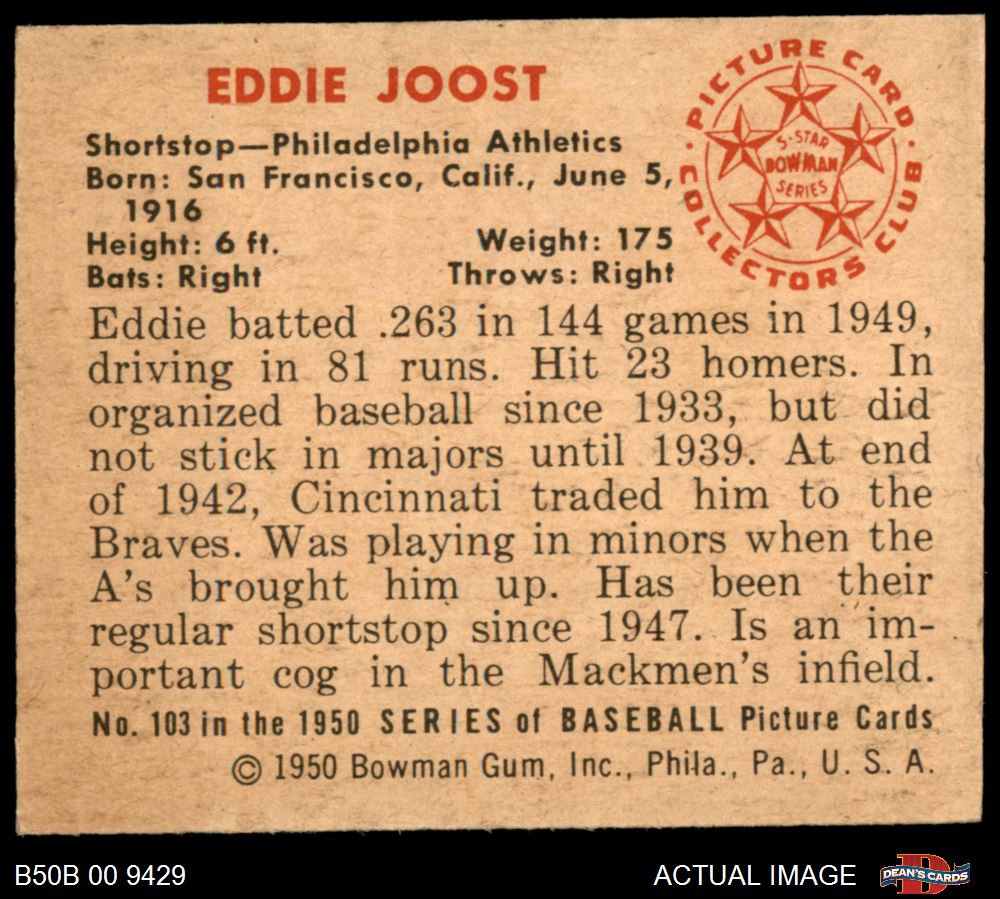 EDDIE JOOST
PICTURE CARD
COLLECTORS CLUB
5-STAR
BOWMAN
SERIES
Shortstop—Philadelphia Athletics
Born: San Francisco, Calif., June 5,
1916
Height: 6 ft. Weight: 175
Bats: Right Throws: Right
Eddie batted .263 in 144 games in 1949,
driving in 81 runs. Hit 23 homers. In
organized baseball since 1933, but did
not stick in majors until 1939. At end
of 1942, Cincinnati traded him to the
Braves. Was playing in minors when the
A's brought him up. Has been their
regular shortstop since 1947. Is an im-
portant cog in the Mackmen's infield.
No. 103 in the 1950 SERIES of BASEBALL Picture Cards
© 1950 Bowman Gum, Inc., Phila., Pa., U. S. A.
B50B 00 9429 ACTUAL IMAGE DEAN'S CARDS